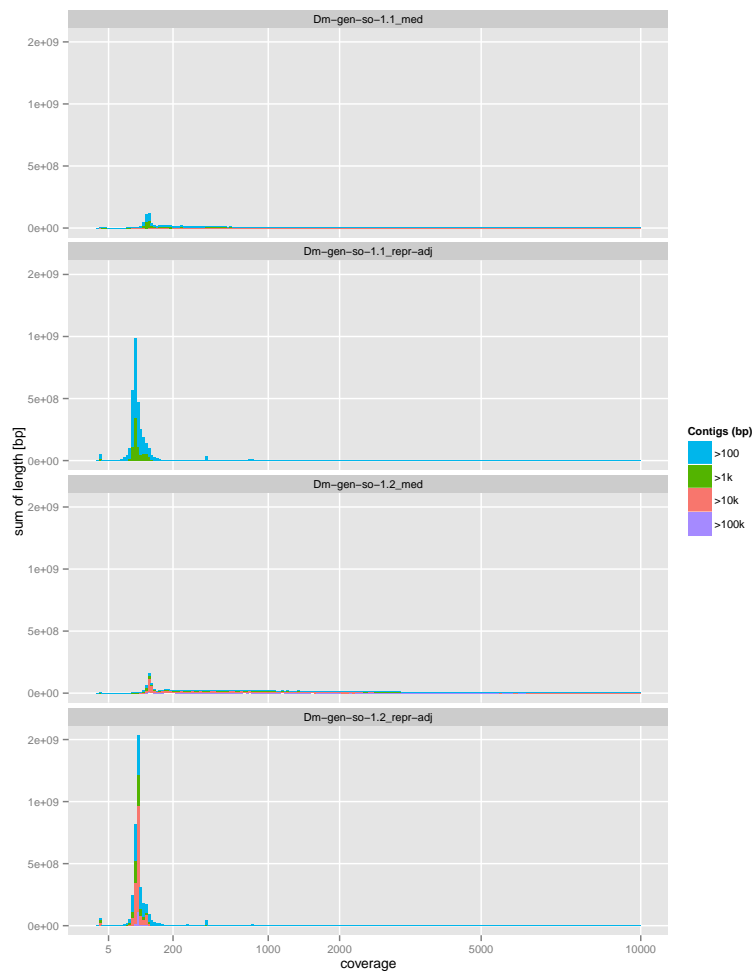 Dm-gen-so-1.1_med
2e+09
1e+09
5e+08
0e+00
Dm-gen-so-1.1_repr-adj
2e+09
1e+09
5e+08
0e+00
Dm-gen-so-1.2_med
2e+09
1e+09
5e+08
0e+00
Dm-gen-so-1.2_repr-adj
2e+09
1e+09
5e+08
0e+00
5 200 1000 2000 5000 10000
coverage
sum of length [bp]
Contigs (bp)
>100
>1k
>10k
>100k